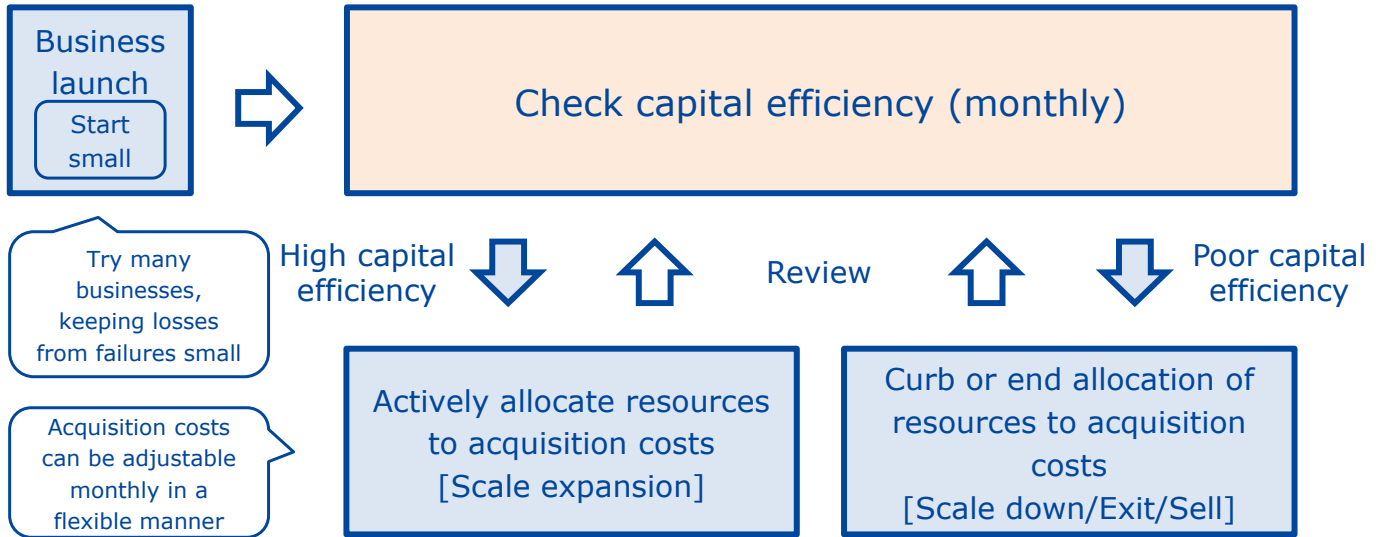 Business
launch
Start
small
Check capital efficiency (monthly)
Try many
businesses,
keeping losses
from failures small
High capital
efficiency
Review
Poor capital
efficiency
Acquisition costs
can be adjustable
monthly in a
flexible manner
Actively allocate resources
to acquisition costs
[Scale expansion]
Curb or end allocation of
resources to acquisition
costs
[Scale down/Exit/Sell]